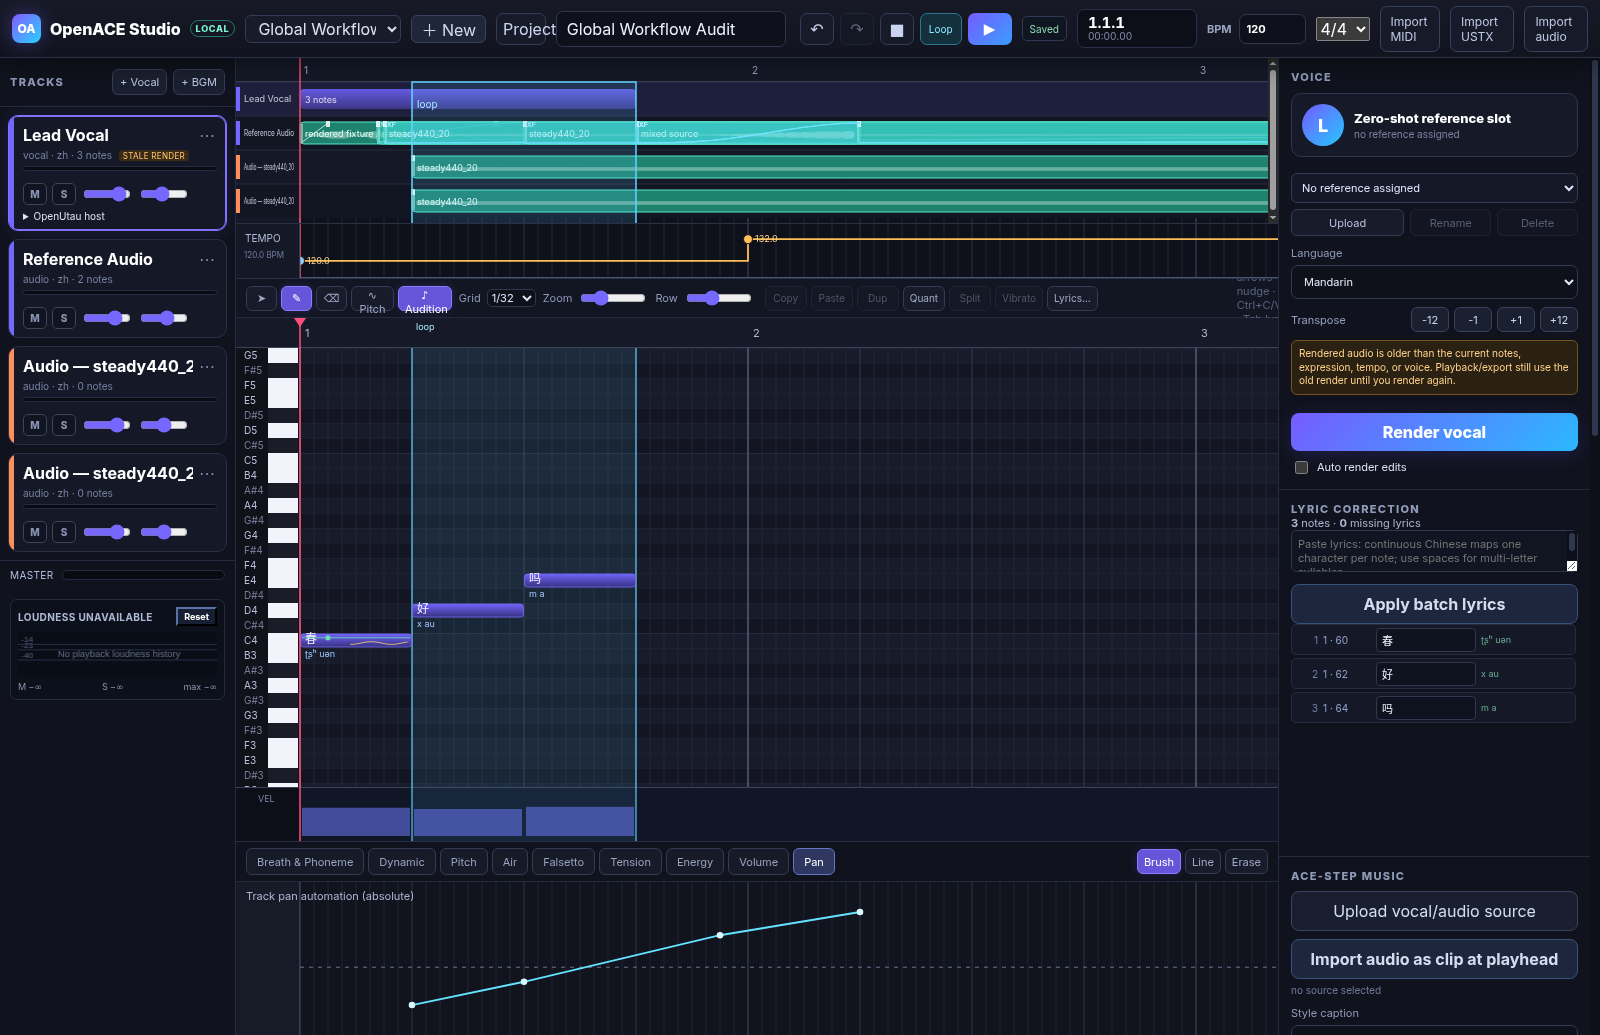 OA OpenACE Studio LOCAL Global Workflow + New Project Global Workflow Audit Loop Saved 1.1.1 00:00.00 BPM 120 4/4 Import MIDI Import USTX Import audio
TRACKS + Vocal + BGM
Lead Vocal
vocal · zh · 3 notes STALE RENDER
M S
OpenUtau host
Reference Audio
audio · zh · 2 notes
M S
Audio — steady440_2
audio · zh · 0 notes
M S
Audio — steady440_2
audio · zh · 0 notes
M S
MASTER
LOUDNESS UNAVAILABLE Reset
-14
-23
-40
No playback loudness history
M −∞ S −∞ max −∞
1 2 3
Lead Vocal 3 notes loop
Reference Audio rendered fixture steady440_20 steady440_20 mixed source
Audio — steady440_20 steady440_20
Audio — steady440_20 steady440_20
TEMPO
120.0 BPM
120.0
132.0
Pitch Audition Grid 1/32 Zoom Row Copy Paste Dup Quant Split Vibrato Lyrics...
nudge ·
Ctrl+C/V
loop
1 2 3
G5
F#5
F5
E5
D#5
D5
C#5
C5
B4
A#4
A4
G#4
G4
F#4
F4
E4 吗
D#4 m a
D4 好
C#4 x au
C4 春
B3 ʈʂʰ uən
A#3
A3
G#3
G3
F#3
F3
E3
D#3
VEL
Breath & Phoneme Dynamic Pitch Air Falsetto Tension Energy Volume Pan Brush Line Erase
Track pan automation (absolute)
VOICE
L Zero-shot reference slot
no reference assigned
No reference assigned
Upload Rename Delete
Language
Mandarin
Transpose -12 -1 +1 +12
Rendered audio is older than the current notes,
expression, tempo, or voice. Playback/export still use the
old render until you render again.
Render vocal
Auto render edits
LYRIC CORRECTION
3 notes · 0 missing lyrics
Paste lyrics: continuous Chinese maps one
character per note; use spaces for multi-letter
Apply batch lyrics
1 1 · 60 春 ʈʂʰ uən
2 1 · 62 好 x au
3 1 · 64 吗 m a
ACE-STEP MUSIC
Upload vocal/audio source
Import audio as clip at playhead
no source selected
Style caption